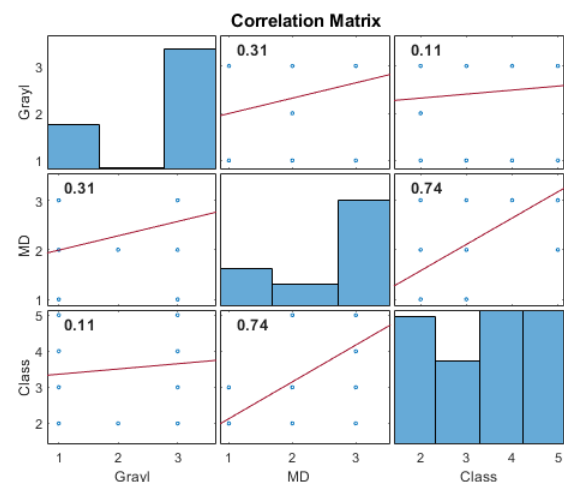 Correlation Matrix
0.31
0.11
3
2
1
Grayl
0.31
0.74
3
2
1
MD
0.11
0.74
5
4
3
2
Class
1 2 3
1 2 3
2 3 4 5
Grayl
MD
Class